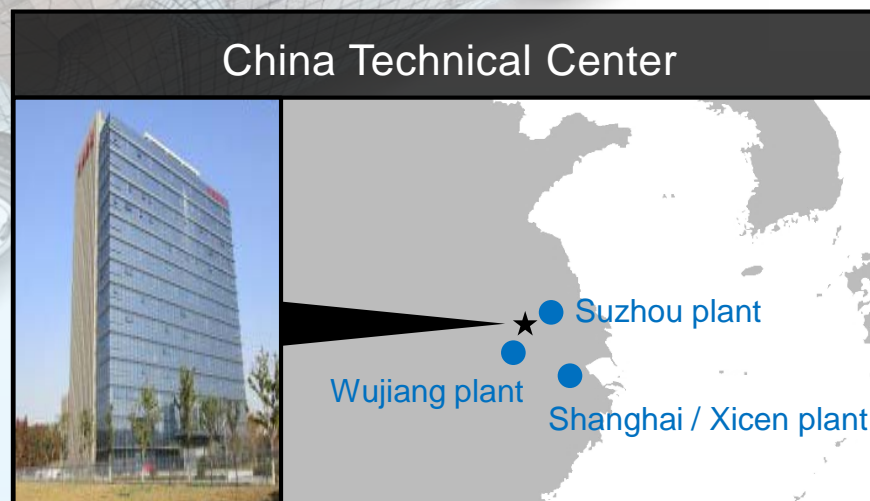 China Technical Center
Suzhou plant
Wujiang plant
Shanghai / Xicen plant